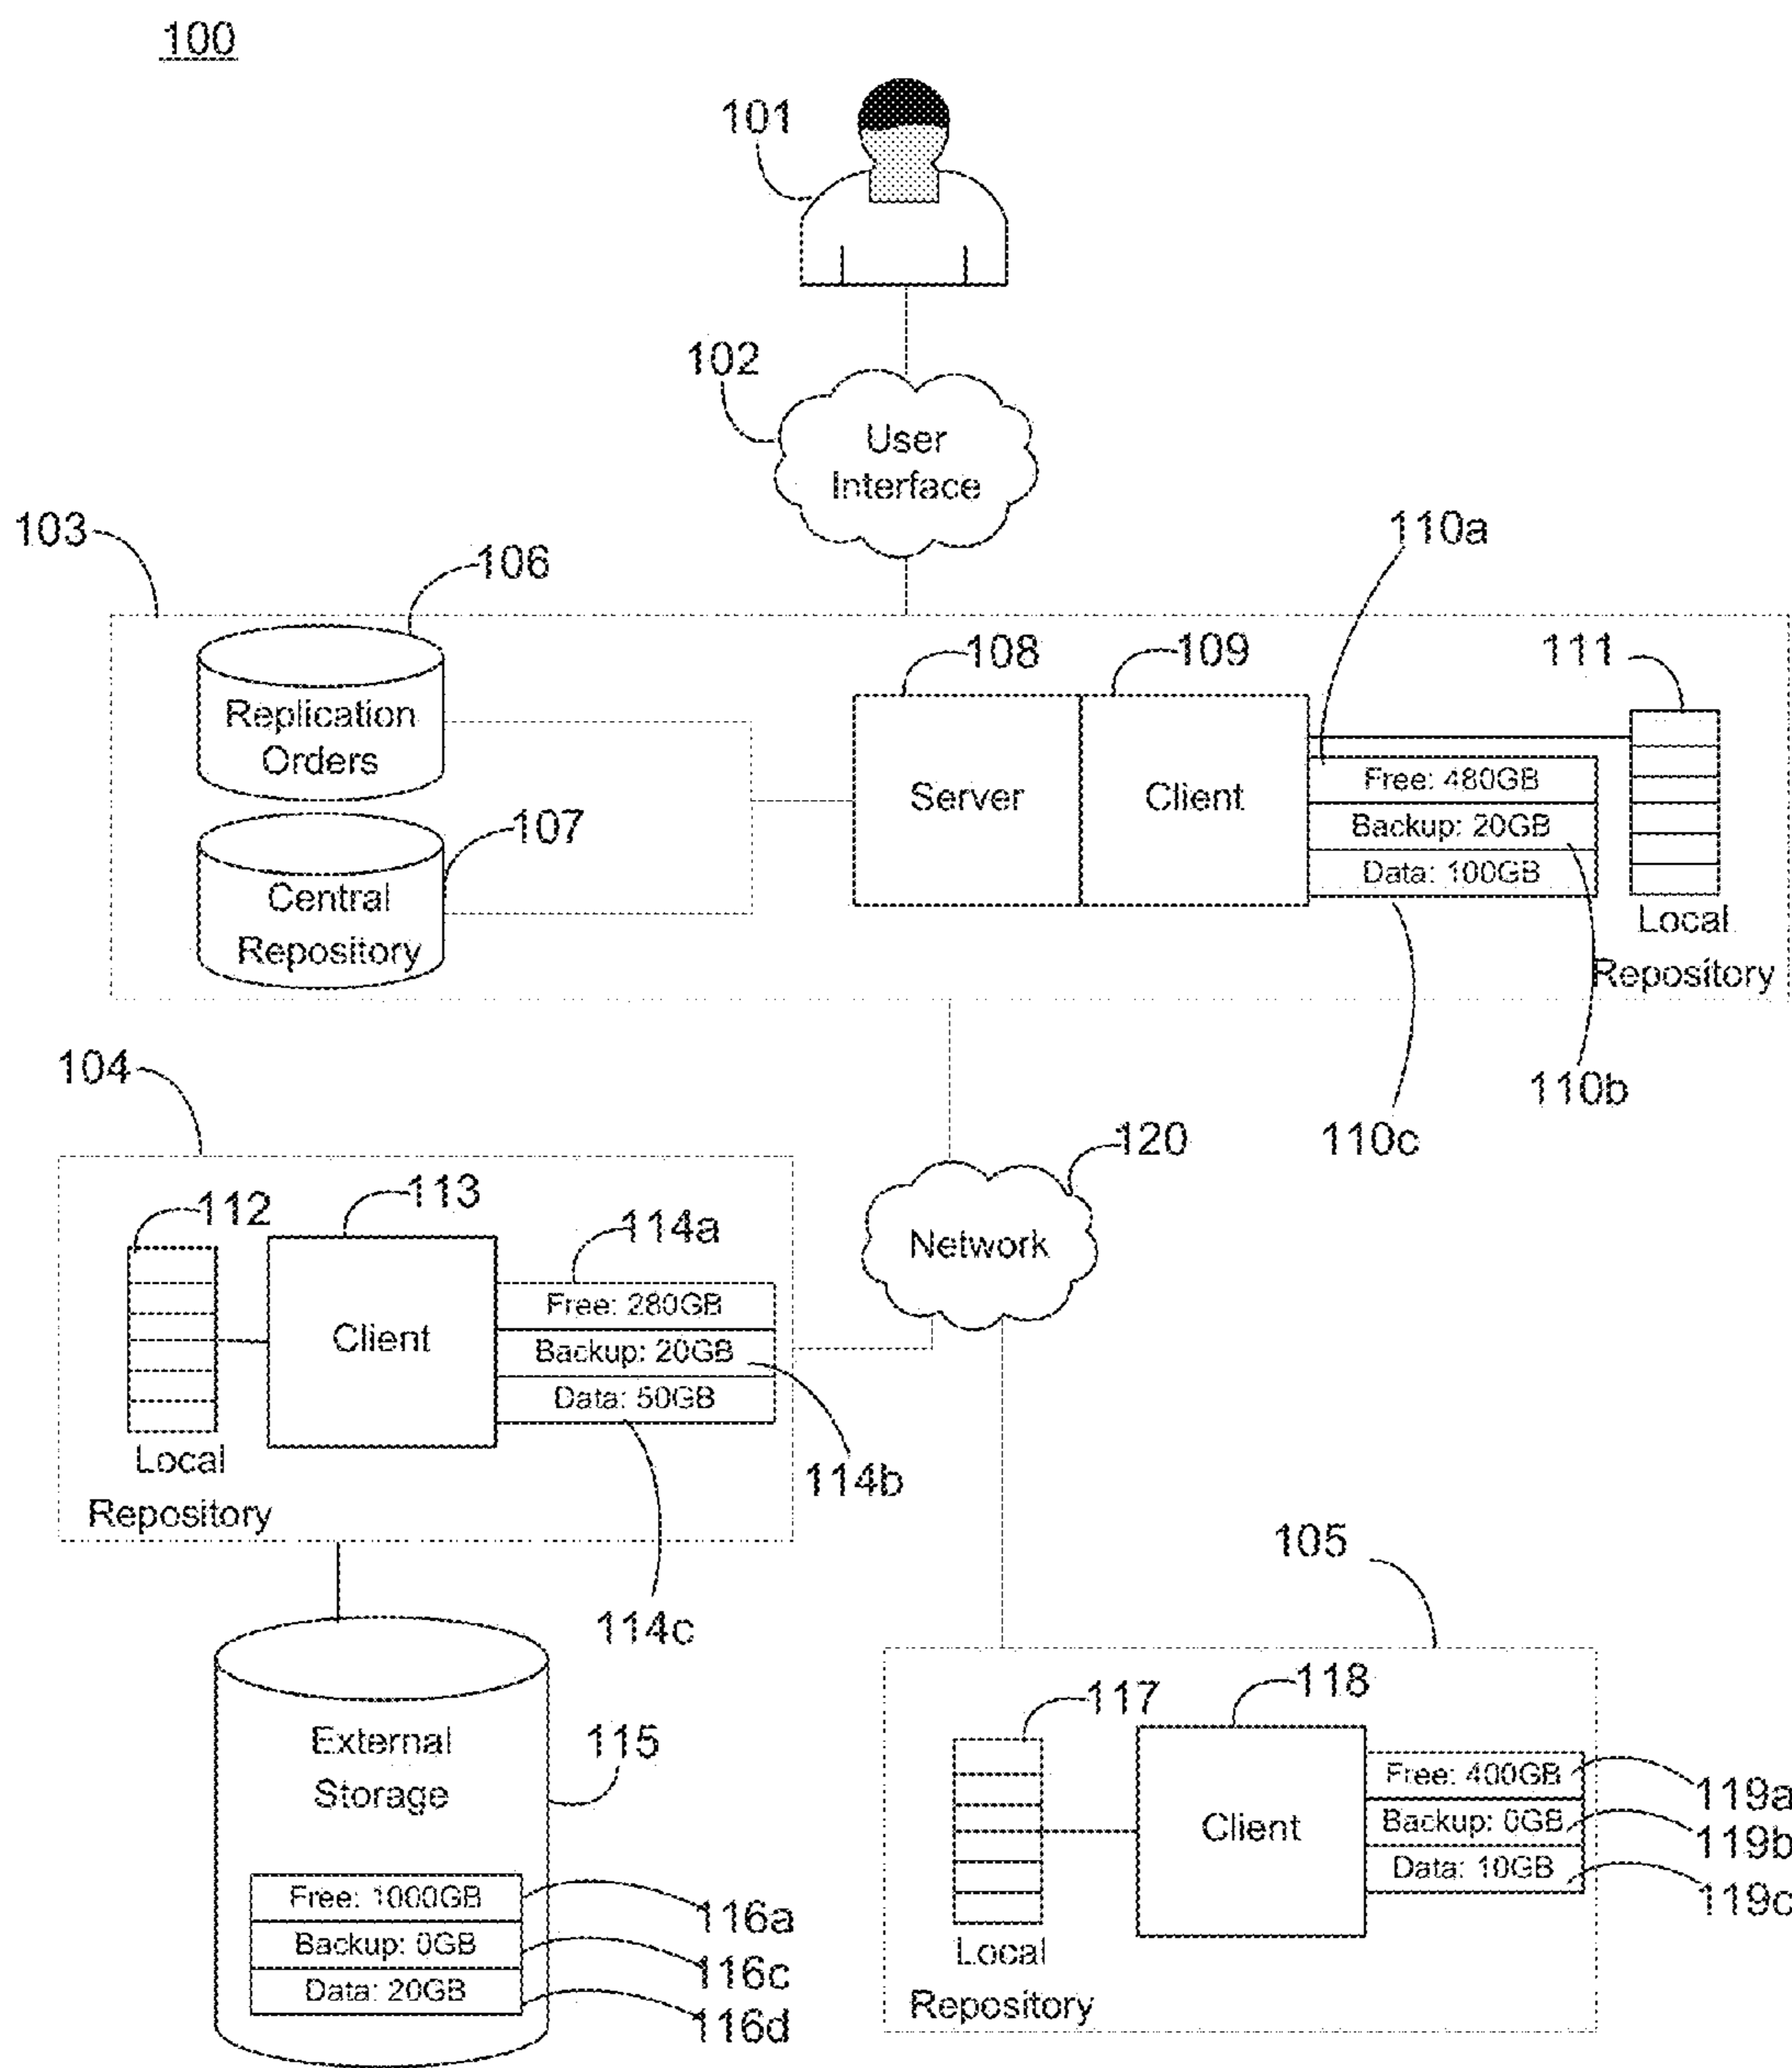 100
101
102
User
Interface
103
106
110a
108
109
111
Replication
Orders
Server
Client
Free: 480GB
Backup: 20GB
Data: 100GB
107
Central
Repository
Local
Repository
104
110b
110c
120
112
113
114a
Network
Client
Free: 280GB
Backup: 20GB
Data: 50GB
Local
Repository
114b
114c
105
External
Storage
115
117
118
Client
Free: 400GB
Backup: 0GB
Data: 10GB
119a
119b
119c
Free: 1000GB
Backup: 0GB
Data: 20GB
116a
116c
116d
Local
Repository